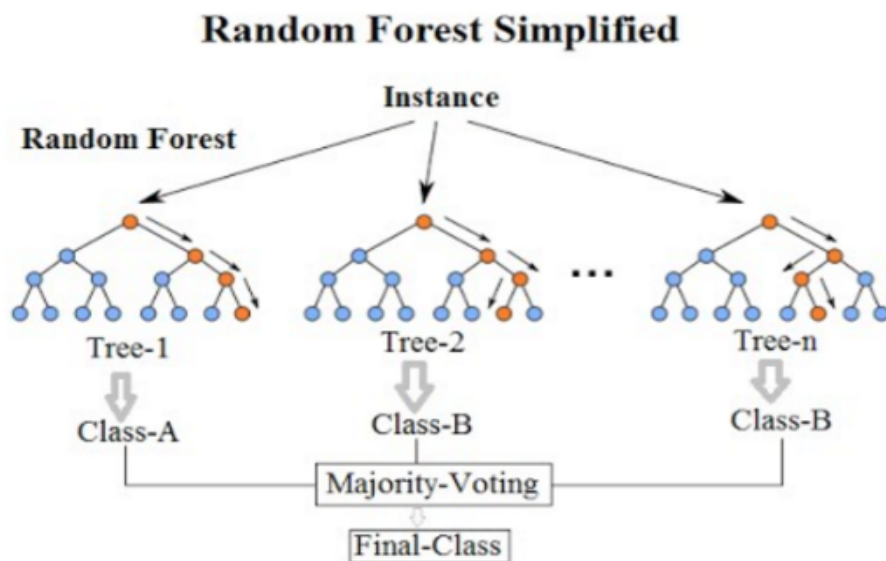 Random Forest Simplified
Instance
Random Forest
...
Tree-1
Tree-2
Tree-n
Class-A
Class-B
Class-B
Majority-Voting
Final-Class